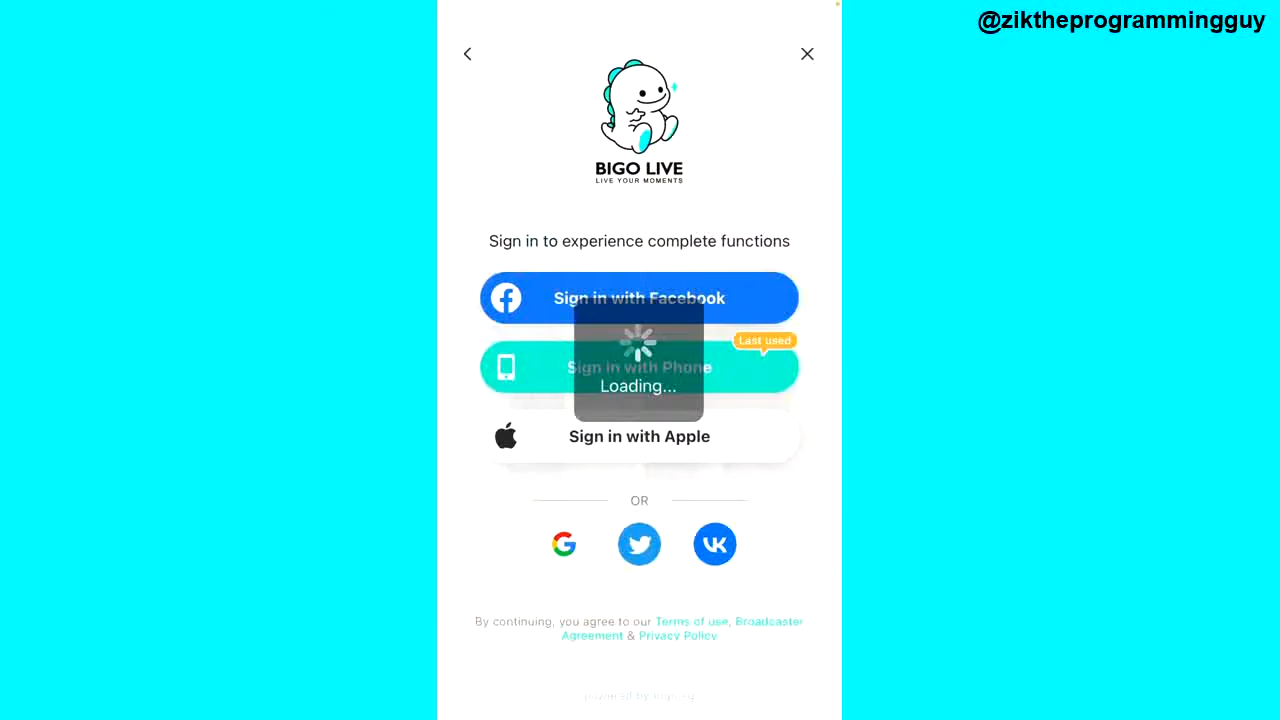 @ziktheprogrammingguy
BIGO LIVE
LIVE YOUR MOMENTS
Sign in to experience complete functions
Sign in with Facebook
Last used
Sign in with Phone
Loading...
Sign in with Apple
OR
By continuing, you agree to our Terms of use, Broadcaster
Agreement & Privacy Policy
powered by